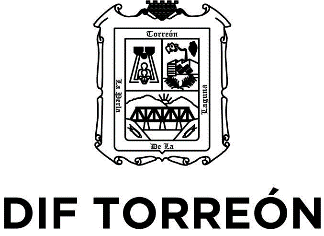 Torreón
La Perla
De La
Laguna
DIF TORREÓN